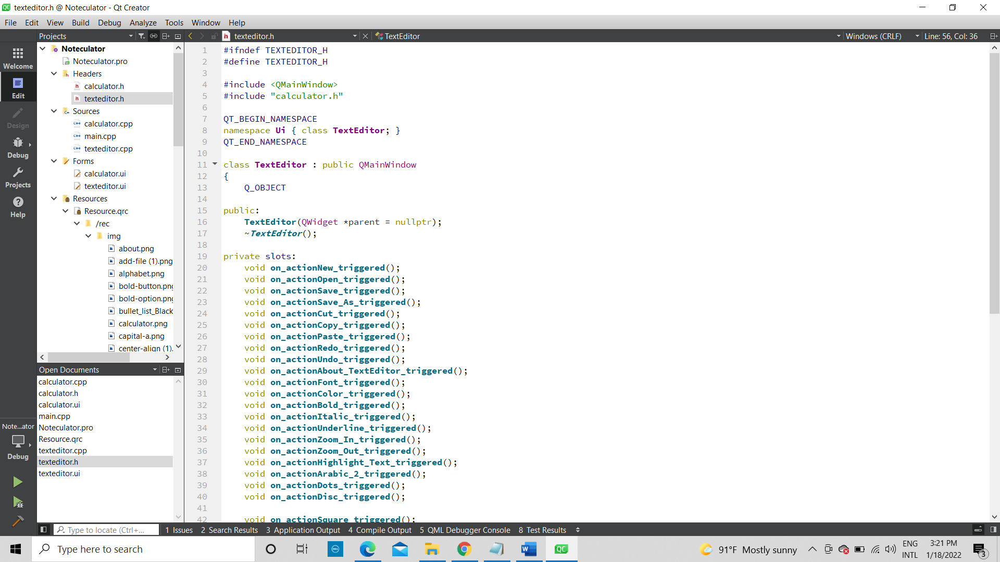 texteditor.h @ Noteculator - Qt Creator
File Edit View Build Debug Analyze Tools Window Help
Projects
texteditor.h
TextEditor
Windows (CRLF)
Line: 56, Col: 36
Welcome
Edit
Design
Debug
Projects
Help
Note...ator
Debug
Noteculator
Noteculator.pro
Headers
calculator.h
texteditor.h
Sources
calculator.cpp
main.cpp
texteditor.cpp
Forms
calculator.ui
texteditor.ui
Resources
Resource.qrc
/rec
img
about.png
add-file (1).png
alphabet.png
bold-button.png
bold-option.png
bullet_list_Black
calculator.png
capital-a.png
center-align (1).
Open Documents
calculator.cpp
calculator.h
calculator.ui
main.cpp
Noteculator.pro
Resource.qrc
texteditor.cpp
texteditor.h
texteditor.ui
1 #ifndef TEXTEDITOR_H
2 #define TEXTEDITOR_H
3
4 #include <QMainWindow>
5 #include "calculator.h"
6
7 QT_BEGIN_NAMESPACE
8 namespace Ui { class TextEditor; }
9 QT_END_NAMESPACE
10
11 class TextEditor : public QMainWindow
12 {
13 Q_OBJECT
14
15 public:
16 TextEditor(QWidget *parent = nullptr);
17 ~TextEditor();
18
19 private slots:
20 void on_actionNew_triggered();
21 void on_actionOpen_triggered();
22 void on_actionSave_triggered();
23 void on_actionSave_As_triggered();
24 void on_actionCut_triggered();
25 void on_actionCopy_triggered();
26 void on_actionPaste_triggered();
27 void on_actionRedo_triggered();
28 void on_actionUndo_triggered();
29 void on_actionAbout_TextEditor_triggered();
30 void on_actionFont_triggered();
31 void on_actionColor_triggered();
32 void on_actionBold_triggered();
33 void on_actionItalic_triggered();
34 void on_actionUnderline_triggered();
35 void on_actionZoom_In_triggered();
36 void on_actionZoom_Out_triggered();
37 void on_actionHighlight_Text_triggered();
38 void on_actionArabic_2_triggered();
39 void on_actionDots_triggered();
40 void on_actionDisc_triggered();
41
42 void on_actionSquare_triggered();
Type to locate (Ctrl+...
1 Issues 2 Search Results 3 Application Output 4 Compile Output 5 QML Debugger Console 8 Test Results
Type here to search
91°F Mostly sunny
ENG
INTL
3:21 PM
1/18/2022
3